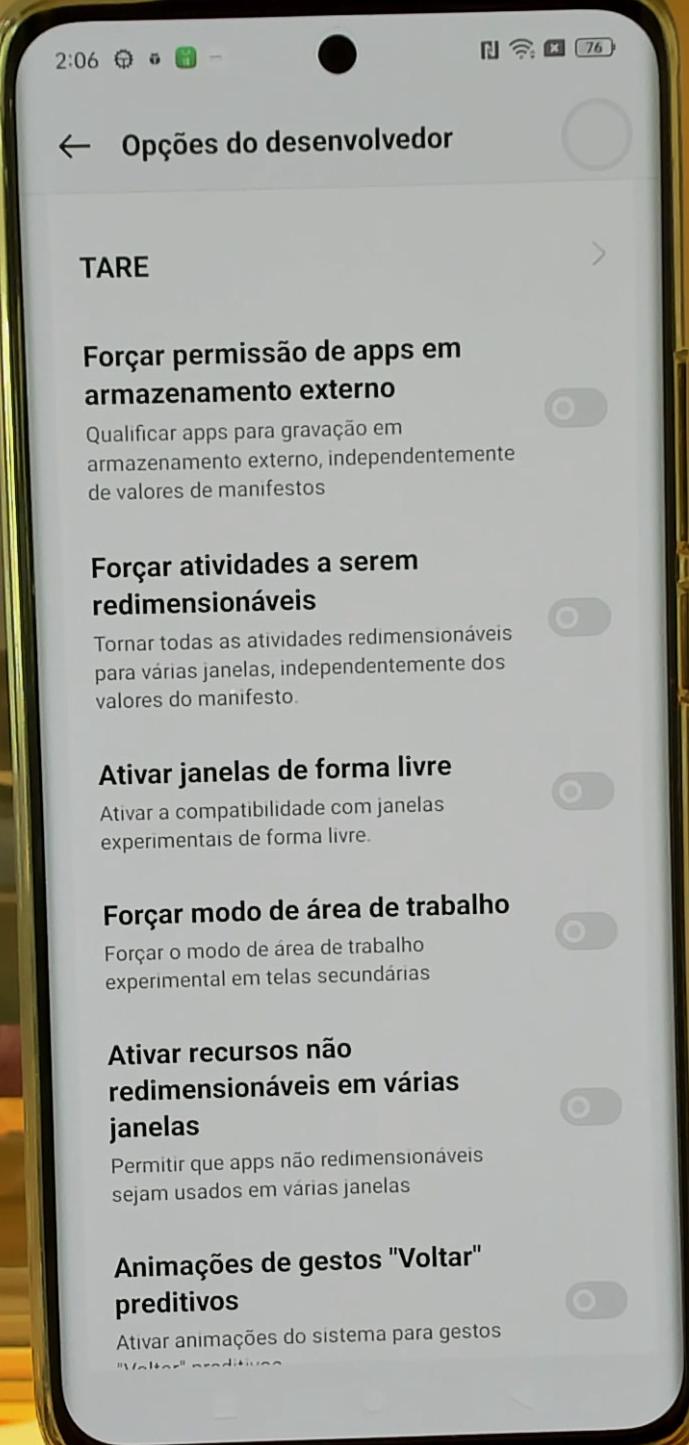 2:06
76
Opções do desenvolvedor
TARE
Forçar permissão de apps em
armazenamento externo
Qualificar apps para gravação em
armazenamento externo, independentemente
de valores de manifestos
Forçar atividades a serem
redimensionáveis
Tornar todas as atividades redimensionáveis
para várias janelas, independentemente dos
valores do manifesto.
Ativar janelas de forma livre
Ativar a compatibilidade com janelas
experimentais de forma livre.
Forçar modo de área de trabalho
Forçar o modo de área de trabalho
experimental em telas secundárias
Ativar recursos não
redimensionáveis em várias
janelas
Permitir que apps não redimensionáveis
sejam usados em várias janelas
Animações de gestos "Voltar"
preditivos
Ativar animações do sistema para gestos
"Voltar" preditivos